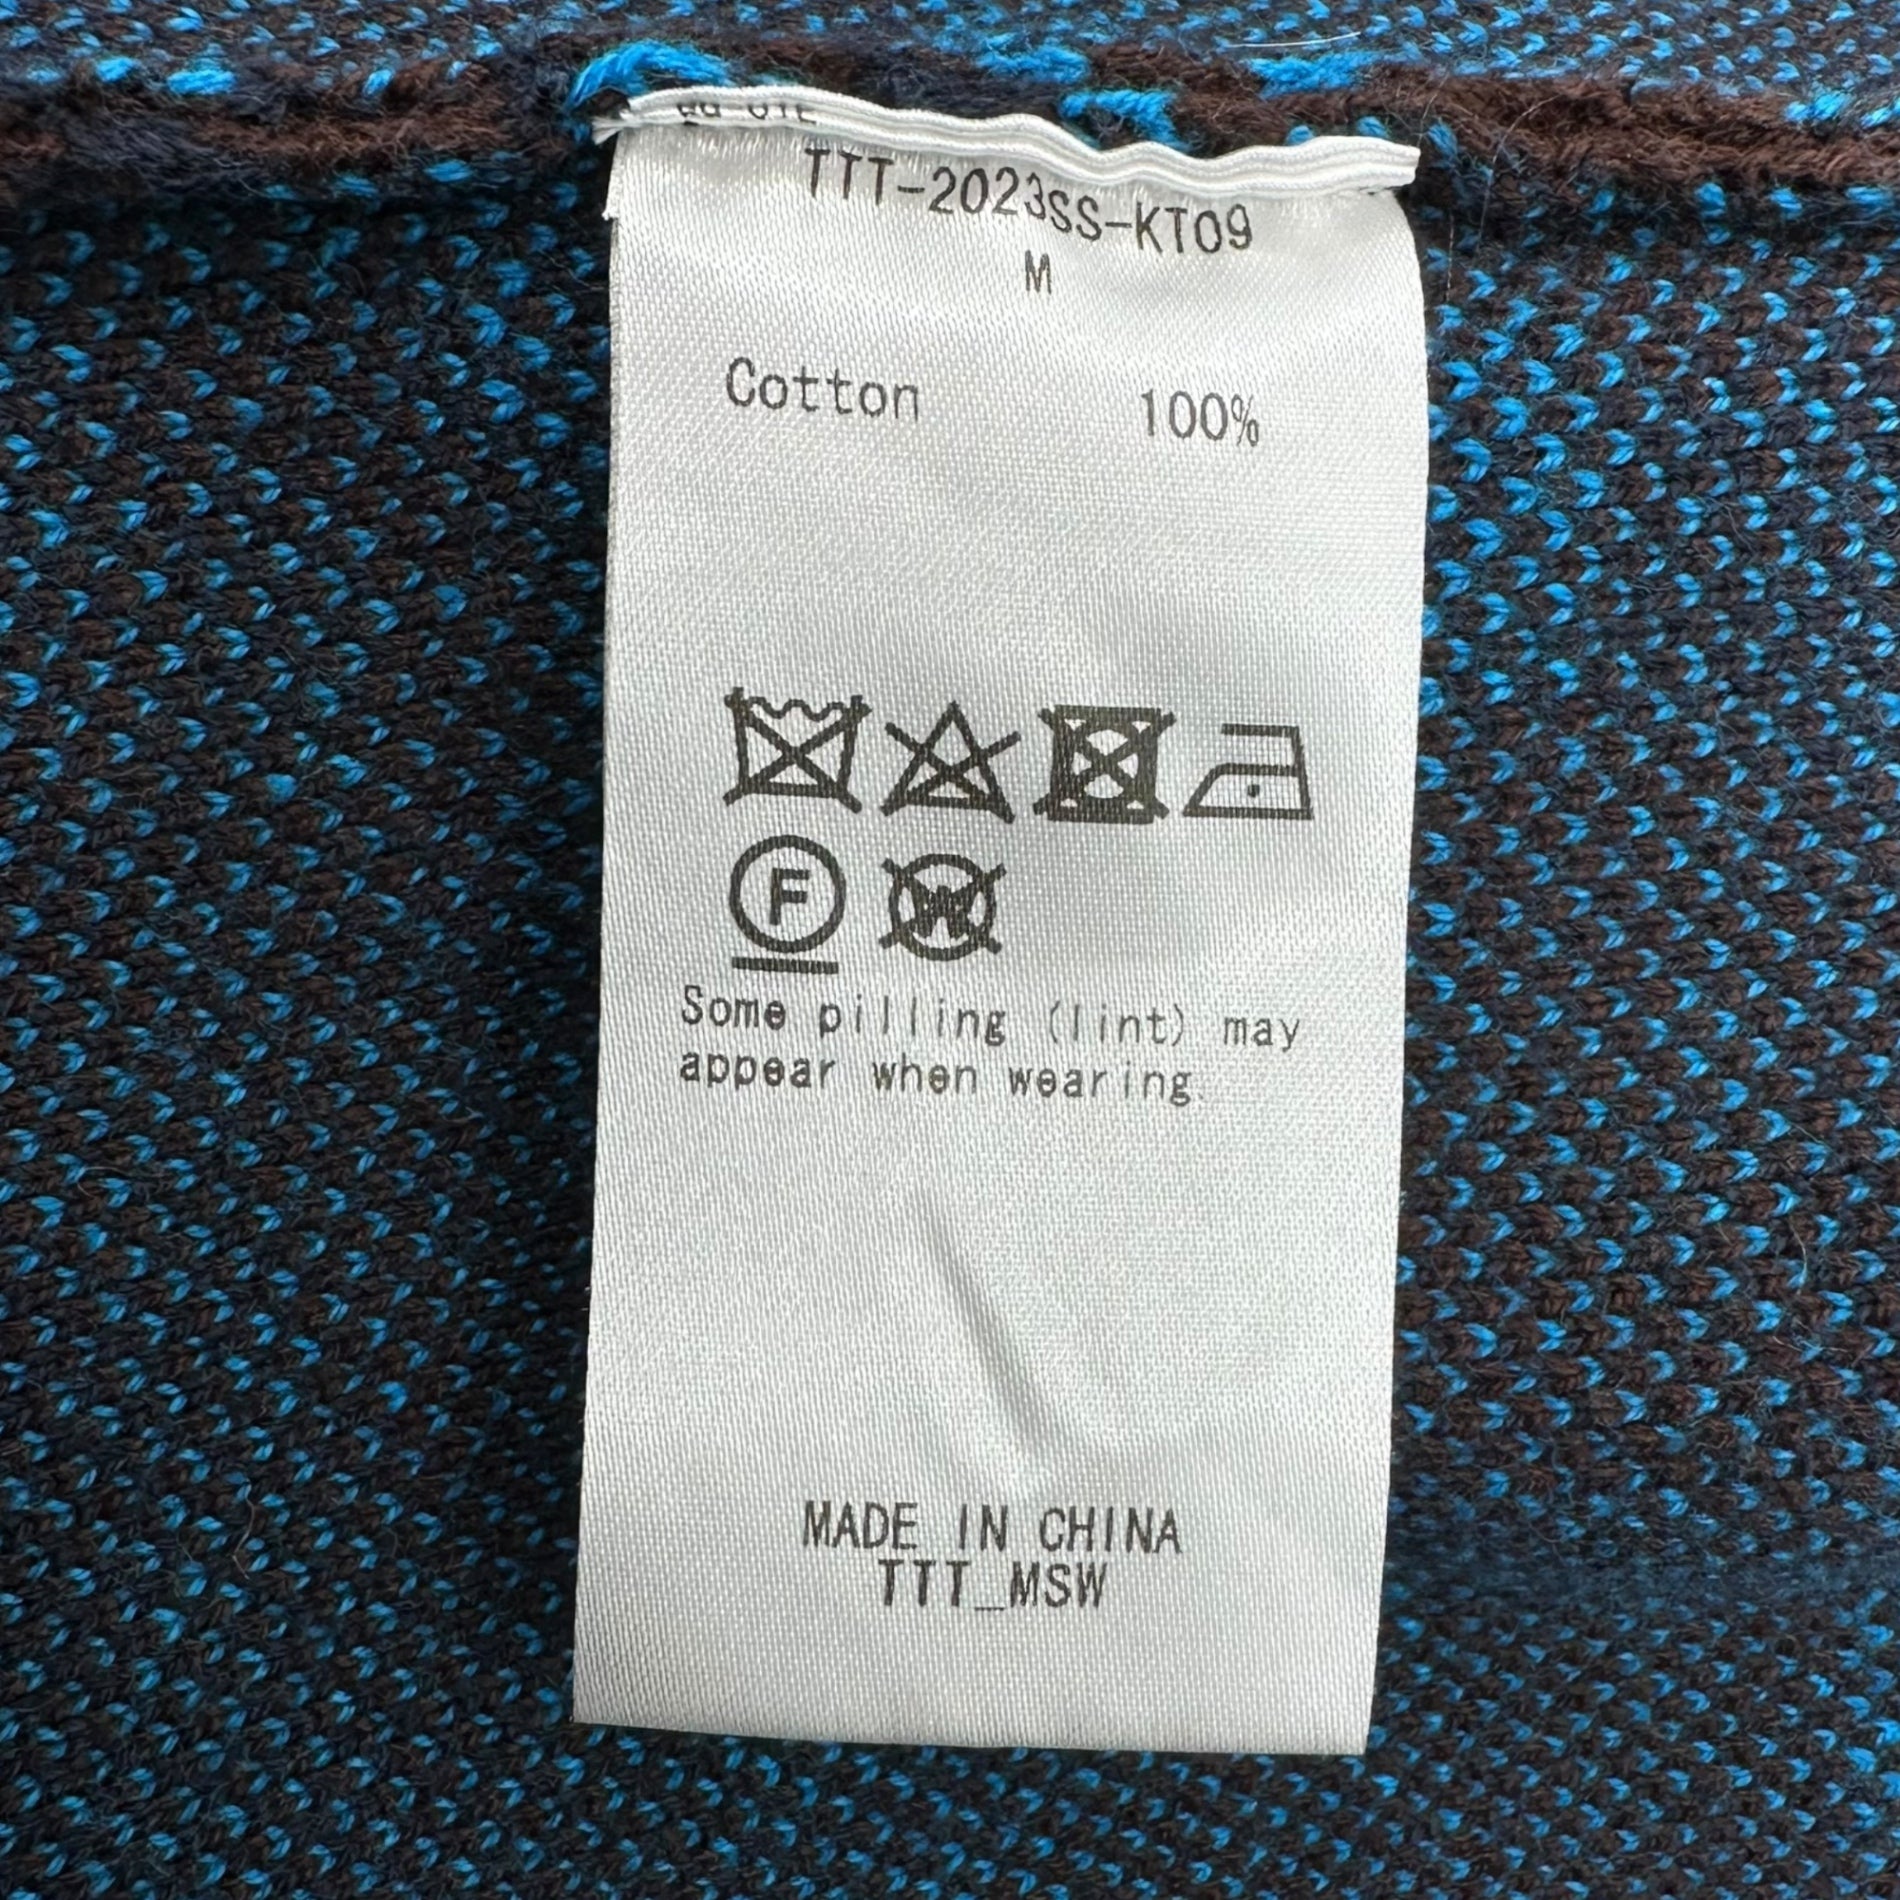 TTT-2023SS-KT09
M
Cotton 100%
F
W
Some pilling (lint) may
appear when wearing.
MADE IN CHINA
TTT_MSW